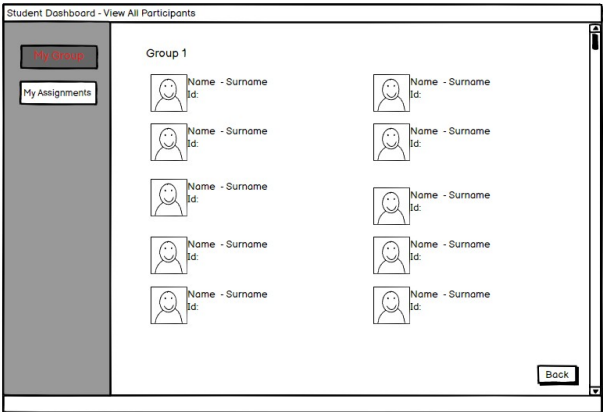 Student Dashboard - View All Participants
My Group
My Assignments
Group 1
Name - Surname
Id:
Name - Surname
Id:
Name - Surname
Id:
Name - Surname
Id:
Name - Surname
Id:
Name - Surname
Id:
Name - Surname
Id:
Name - Surname
Id:
Name - Surname
Id:
Name - Surname
Id:
Back